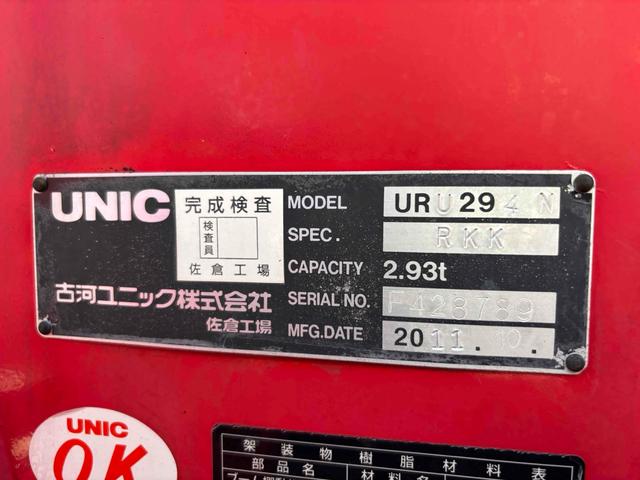 UNIC
完成検査
検査員
佐倉工場
古河ユニック株式会社
佐倉工場
MODEL URU294N
SPEC. RKK
CAPACITY 2.93t
SERIAL NO. F428789
MFG.DATE 2011.10.
UNIC
OK
架装物樹脂材料表
部品名 材料名